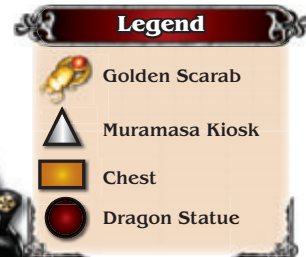 Legend
Golden Scarab
Muramasa Kiosk
Chest
Dragon Statue